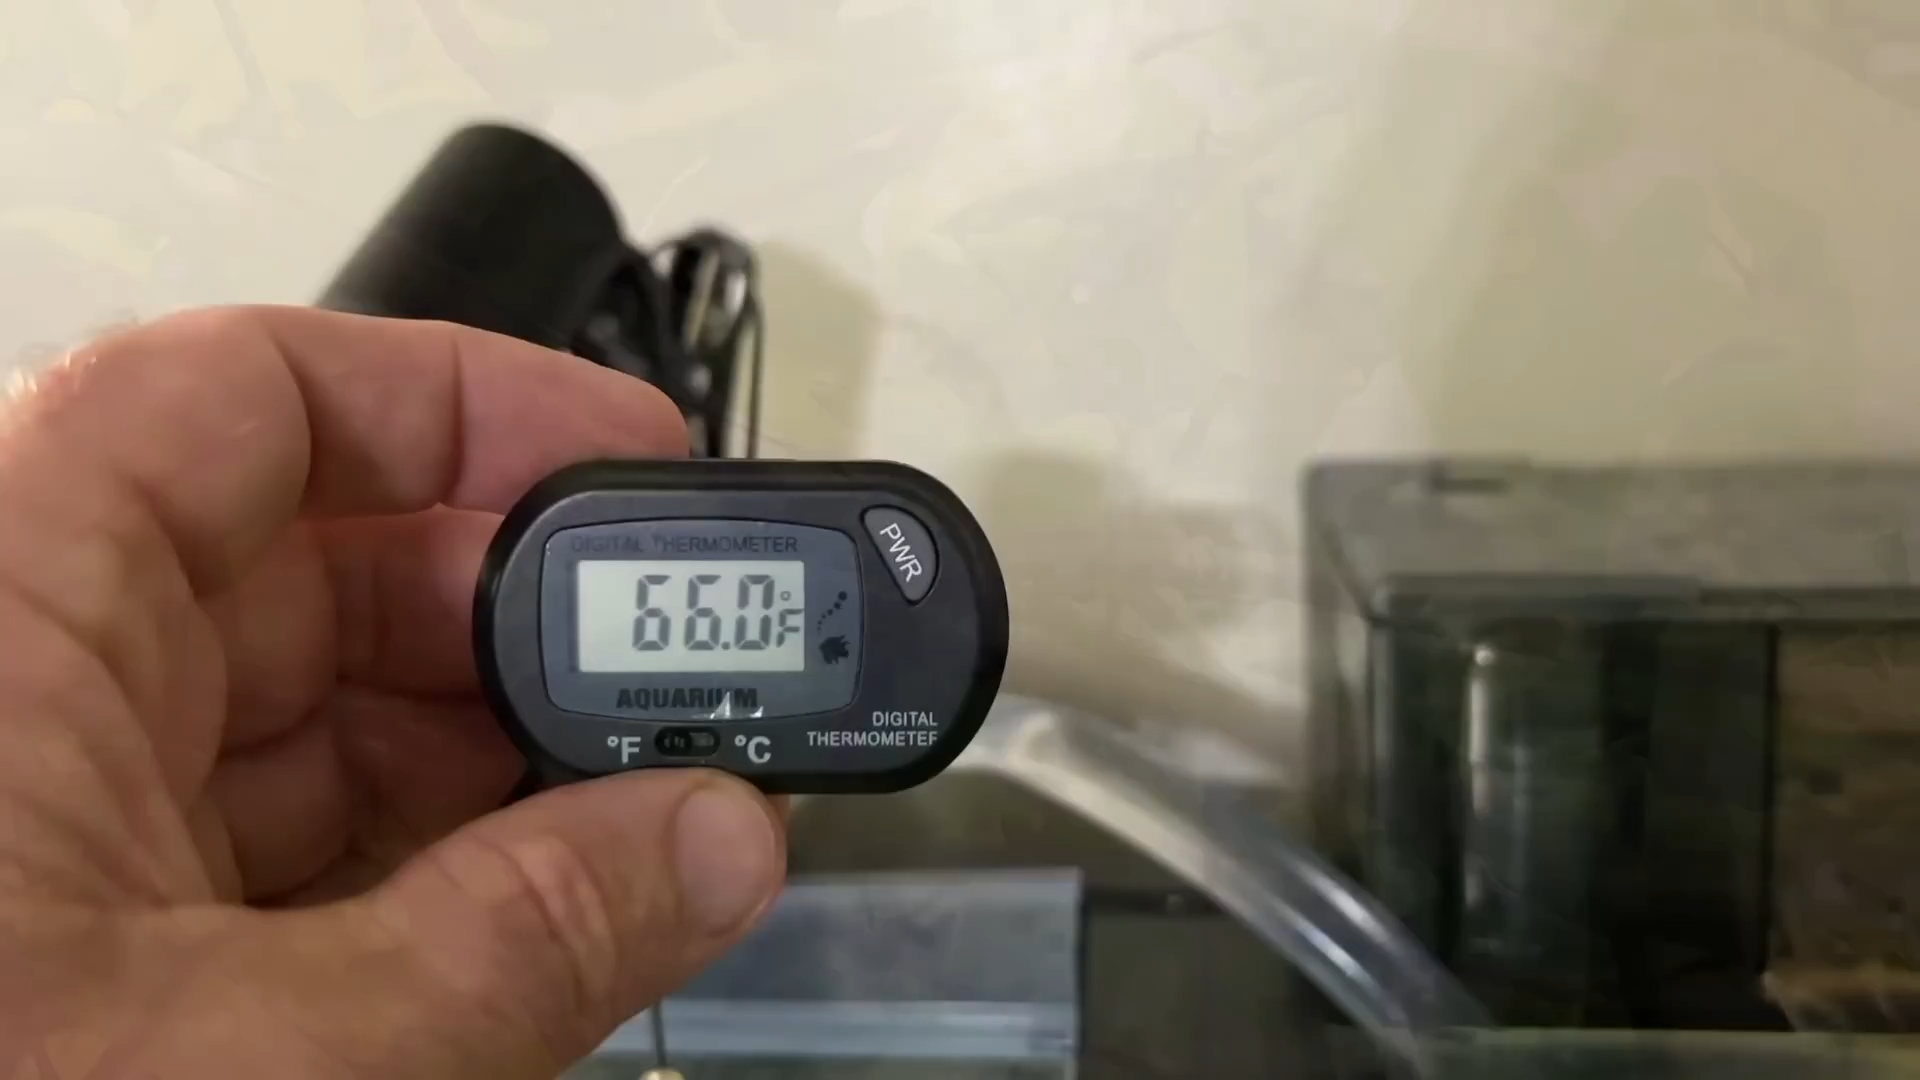 DIGITAL THERMOMETER
PWR
66.0°F
AQUARIUM
°F °C
DIGITAL
THERMOMETER